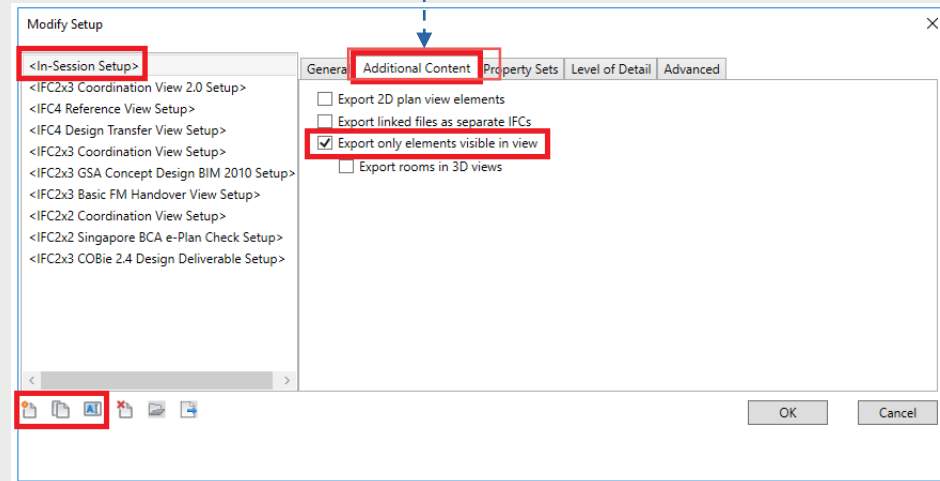 Modify Setup
<In-Session Setup>
<IFC2x3 Coordination View 2.0 Setup>
<IFC4 Reference View Setup>
<IFC4 Design Transfer View Setup>
<IFC2x3 Coordination View Setup>
<IFC2x3 GSA Concept Design BIM 2010 Setup>
<IFC2x3 Basic FM Handover View Setup>
<IFC2x2 Coordination View Setup>
<IFC2x2 Singapore BCA e-Plan Check Setup>
<IFC2x3 COBie 2.4 Design Deliverable Setup>
General Additional Content Property Sets Level of Detail Advanced
Export 2D plan view elements
Export linked files as separate IFCs
Export only elements visible in view
Export rooms in 3D views
AI
OK Cancel